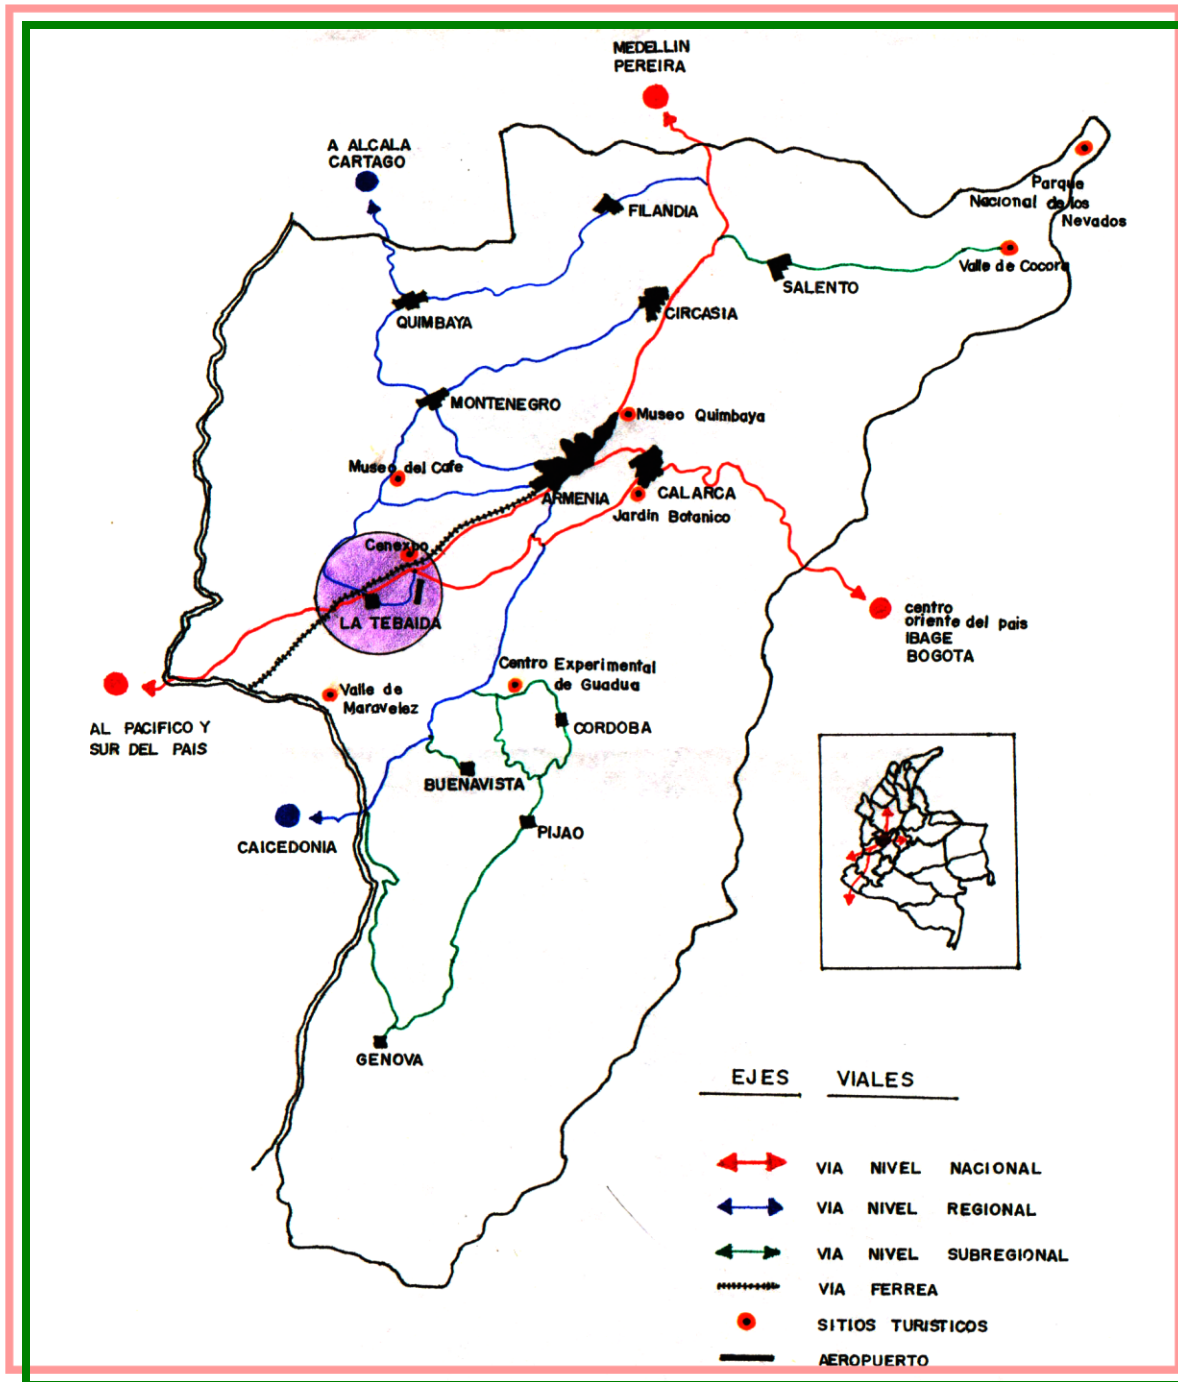 MEDELLIN
PEREIRA
A ALCALA
CARTAGO
Parque
Nacional de los
Nevados
FILANDIA
Valle de Cocora
SALENTO
CIRCASIA
QUIMBAYA
MONTENEGRO
Museo Quimbaya
Museo del Cafe
ARMENIA
CALARCA
Jardin Botanico
Cenexpo
LA TEBAIDA
centro
oriente del pais
IBAGE
BOGOTA
Centro Experimental
de Guadua
Valle de
Maravelez
AL PACIFICO Y
SUR DEL PAIS
CORDOBA
BUENAVISTA
PIJAO
CAICEDONIA
GENOVA
EJES VIALES
VIA NIVEL NACIONAL
VIA NIVEL REGIONAL
VIA NIVEL SUBREGIONAL
VIA FERREA
SITIOS TURISTICOS
AEROPUERTO